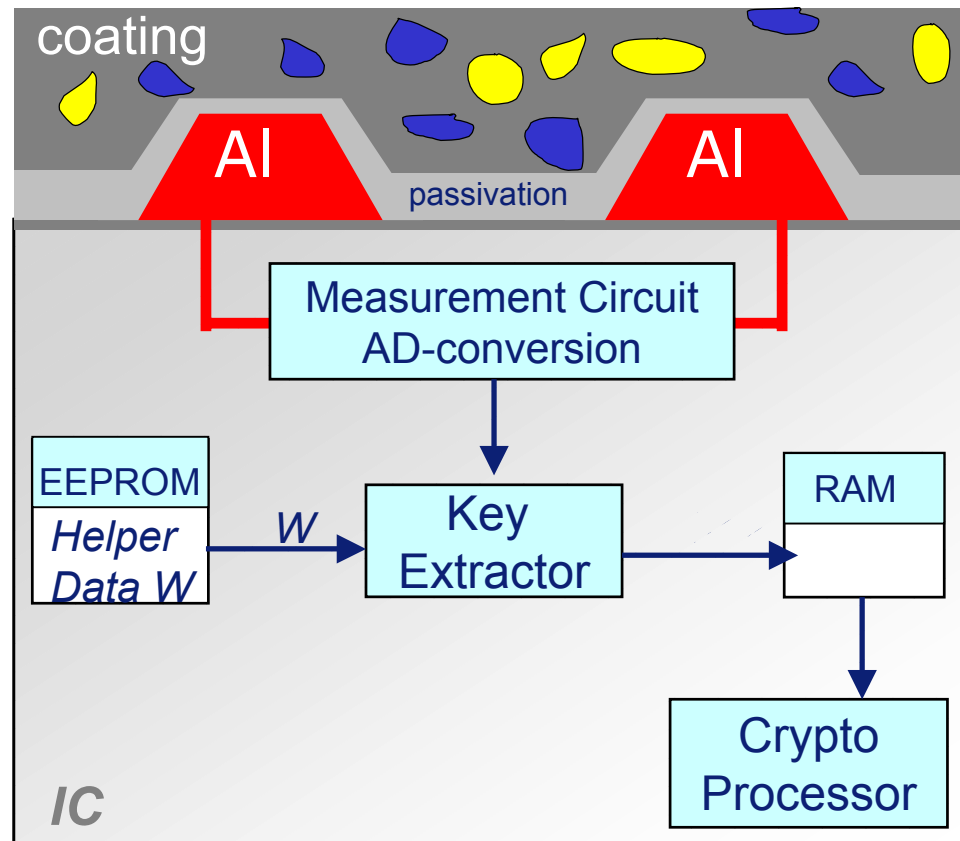 coating
Al
Al
passivation
Measurement Circuit
AD-conversion
EEPROM
Helper
Data W
W
Key
Extractor
RAM
Crypto
Processor
IC